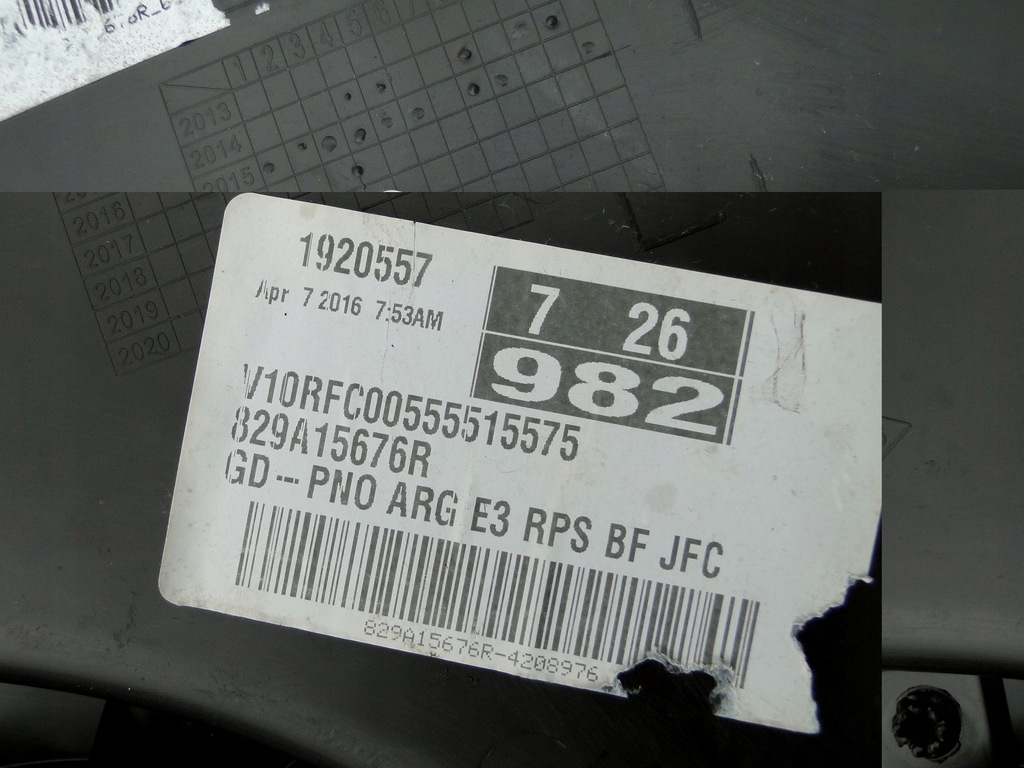 1 2 3 4 5 6 7
2013
2014
2015
2016
2017
2018
2019
2020
1920557
Apr 7 2016 7:53AM
7 26
982
V10RFC00555515575
829A15676R
GD -- PNO ARG E3 RPS BF JFC
829A15676R-4208976